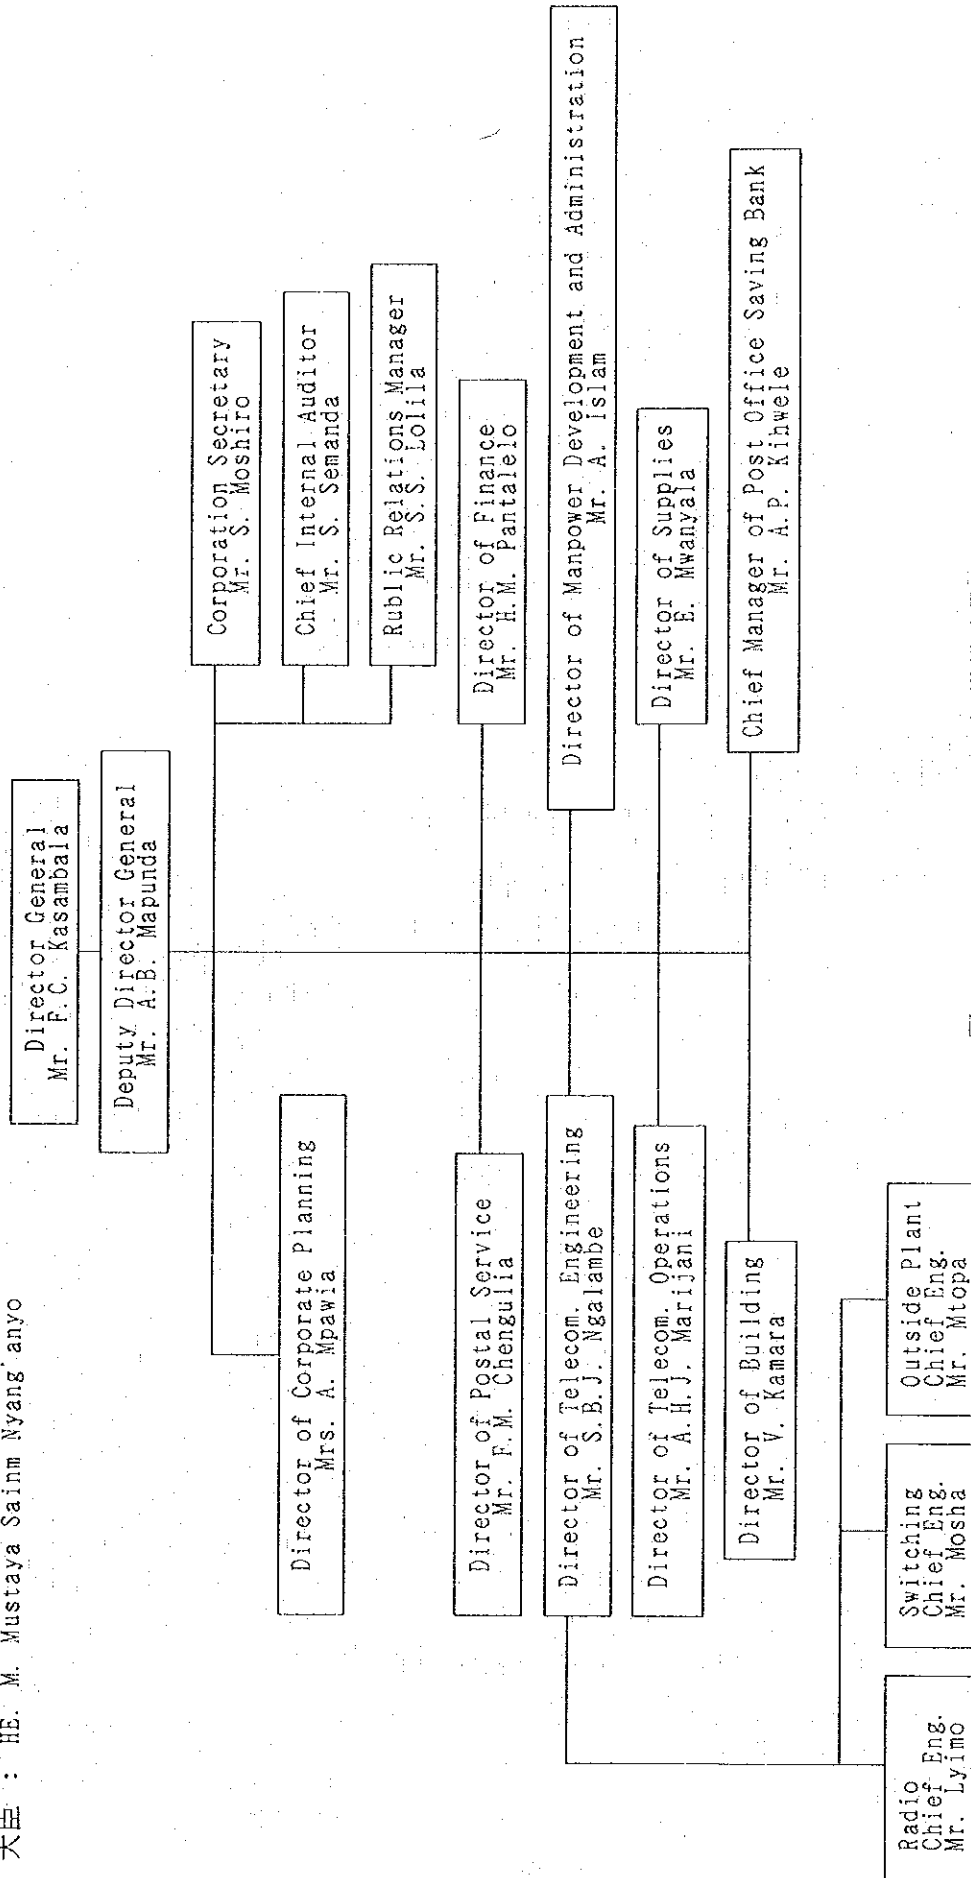 大臣 : HE. M. Mustaya Sainm Nyang'anyo
Director General
Mr. F.C. Kasambala
Deputy Director General
Mr. A.B. Mapunda
Corporation Secretary
Mr. S. Moshiro
Chief Internal Auditor
Mr. S. Semanda
Rublic Relations Manager
Mr. S.S. Lolila
Director of Corporate Planning
Mrs. A. Mpawia
Director of Postal Service
Mr. F.M. Chengulia
Director of Finance
Mr. H.M. Pantalelo
Director of Telecom. Engineering
Mr. S.B.J. Ngalambe
Director of Manpower Development and Administration
Mr. A. Islam
Director of Telecom. Operations
Mr. A.H.J. Marijani
Director of Supplies
Mr. E. Mwanyala
Director of Building
Mr. V. Kamara
Chief Manager of Post Office Saving Bank
Mr. A.P. Kihwele
Radio
Chief Eng.
Mr. Lyimo
Switching
Chief Eng.
Mr. Mosha
Outside Plant
Chief Eng.
Mr. Mtopa